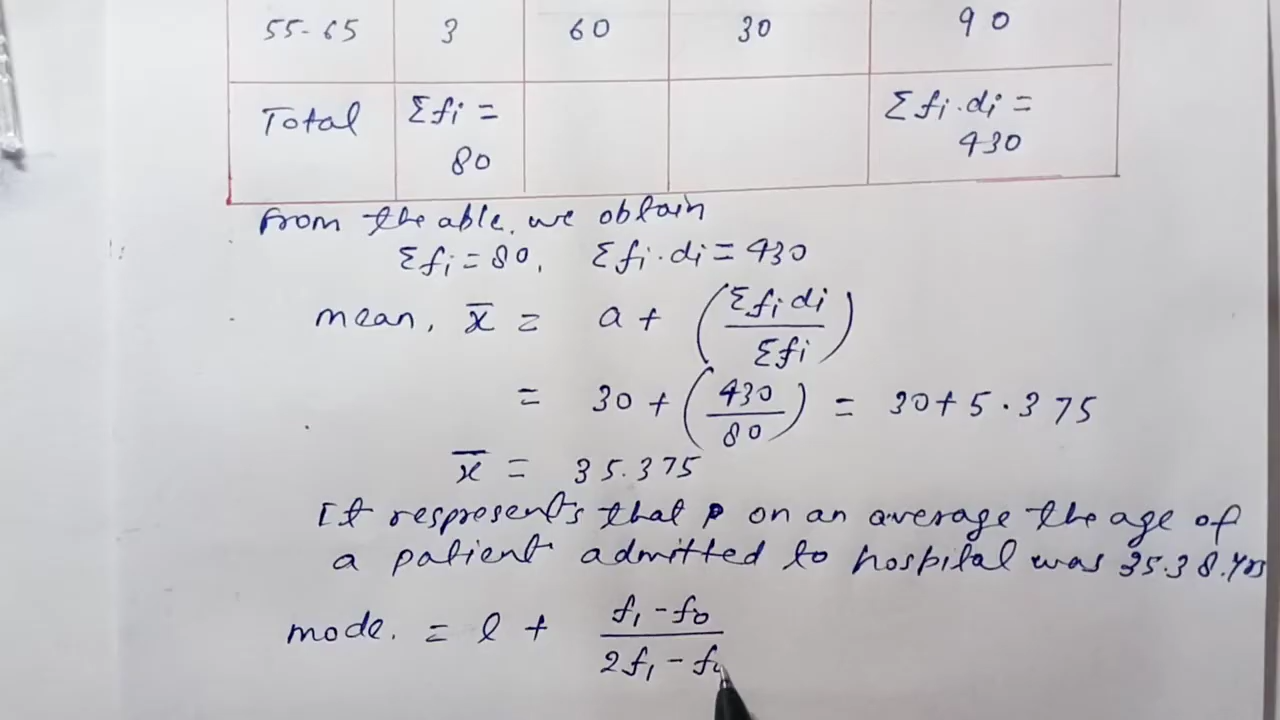 55-65 3 60 30 90
Total Σfi = 80 Σfi.di = 430
From the able, we obtain
Σfi = 80, Σfi.di = 430
mean, x̄ = a + (Σfidi/Σfi)
= 30 + (430/80) = 30+5.375
x̄ = 35.375
It respresents that on an average the age of
a patient admitted to hospital was 35.38.yrs
mode. = l + (f1-f0)/(2f1-f0